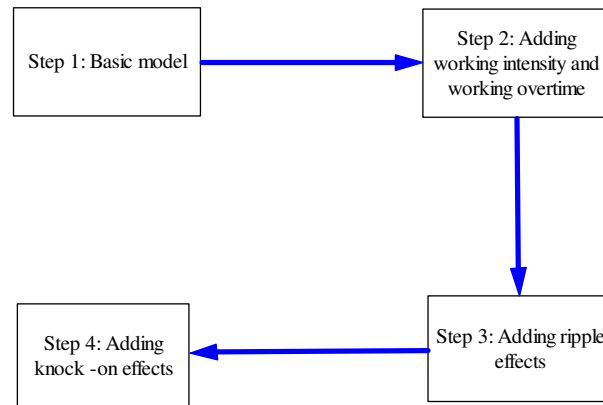 Step 1: Basic model
Step 2: Adding
working intensity and
working overtime
Step 3: Adding ripple
effects
Step 4: Adding
knock -on effects